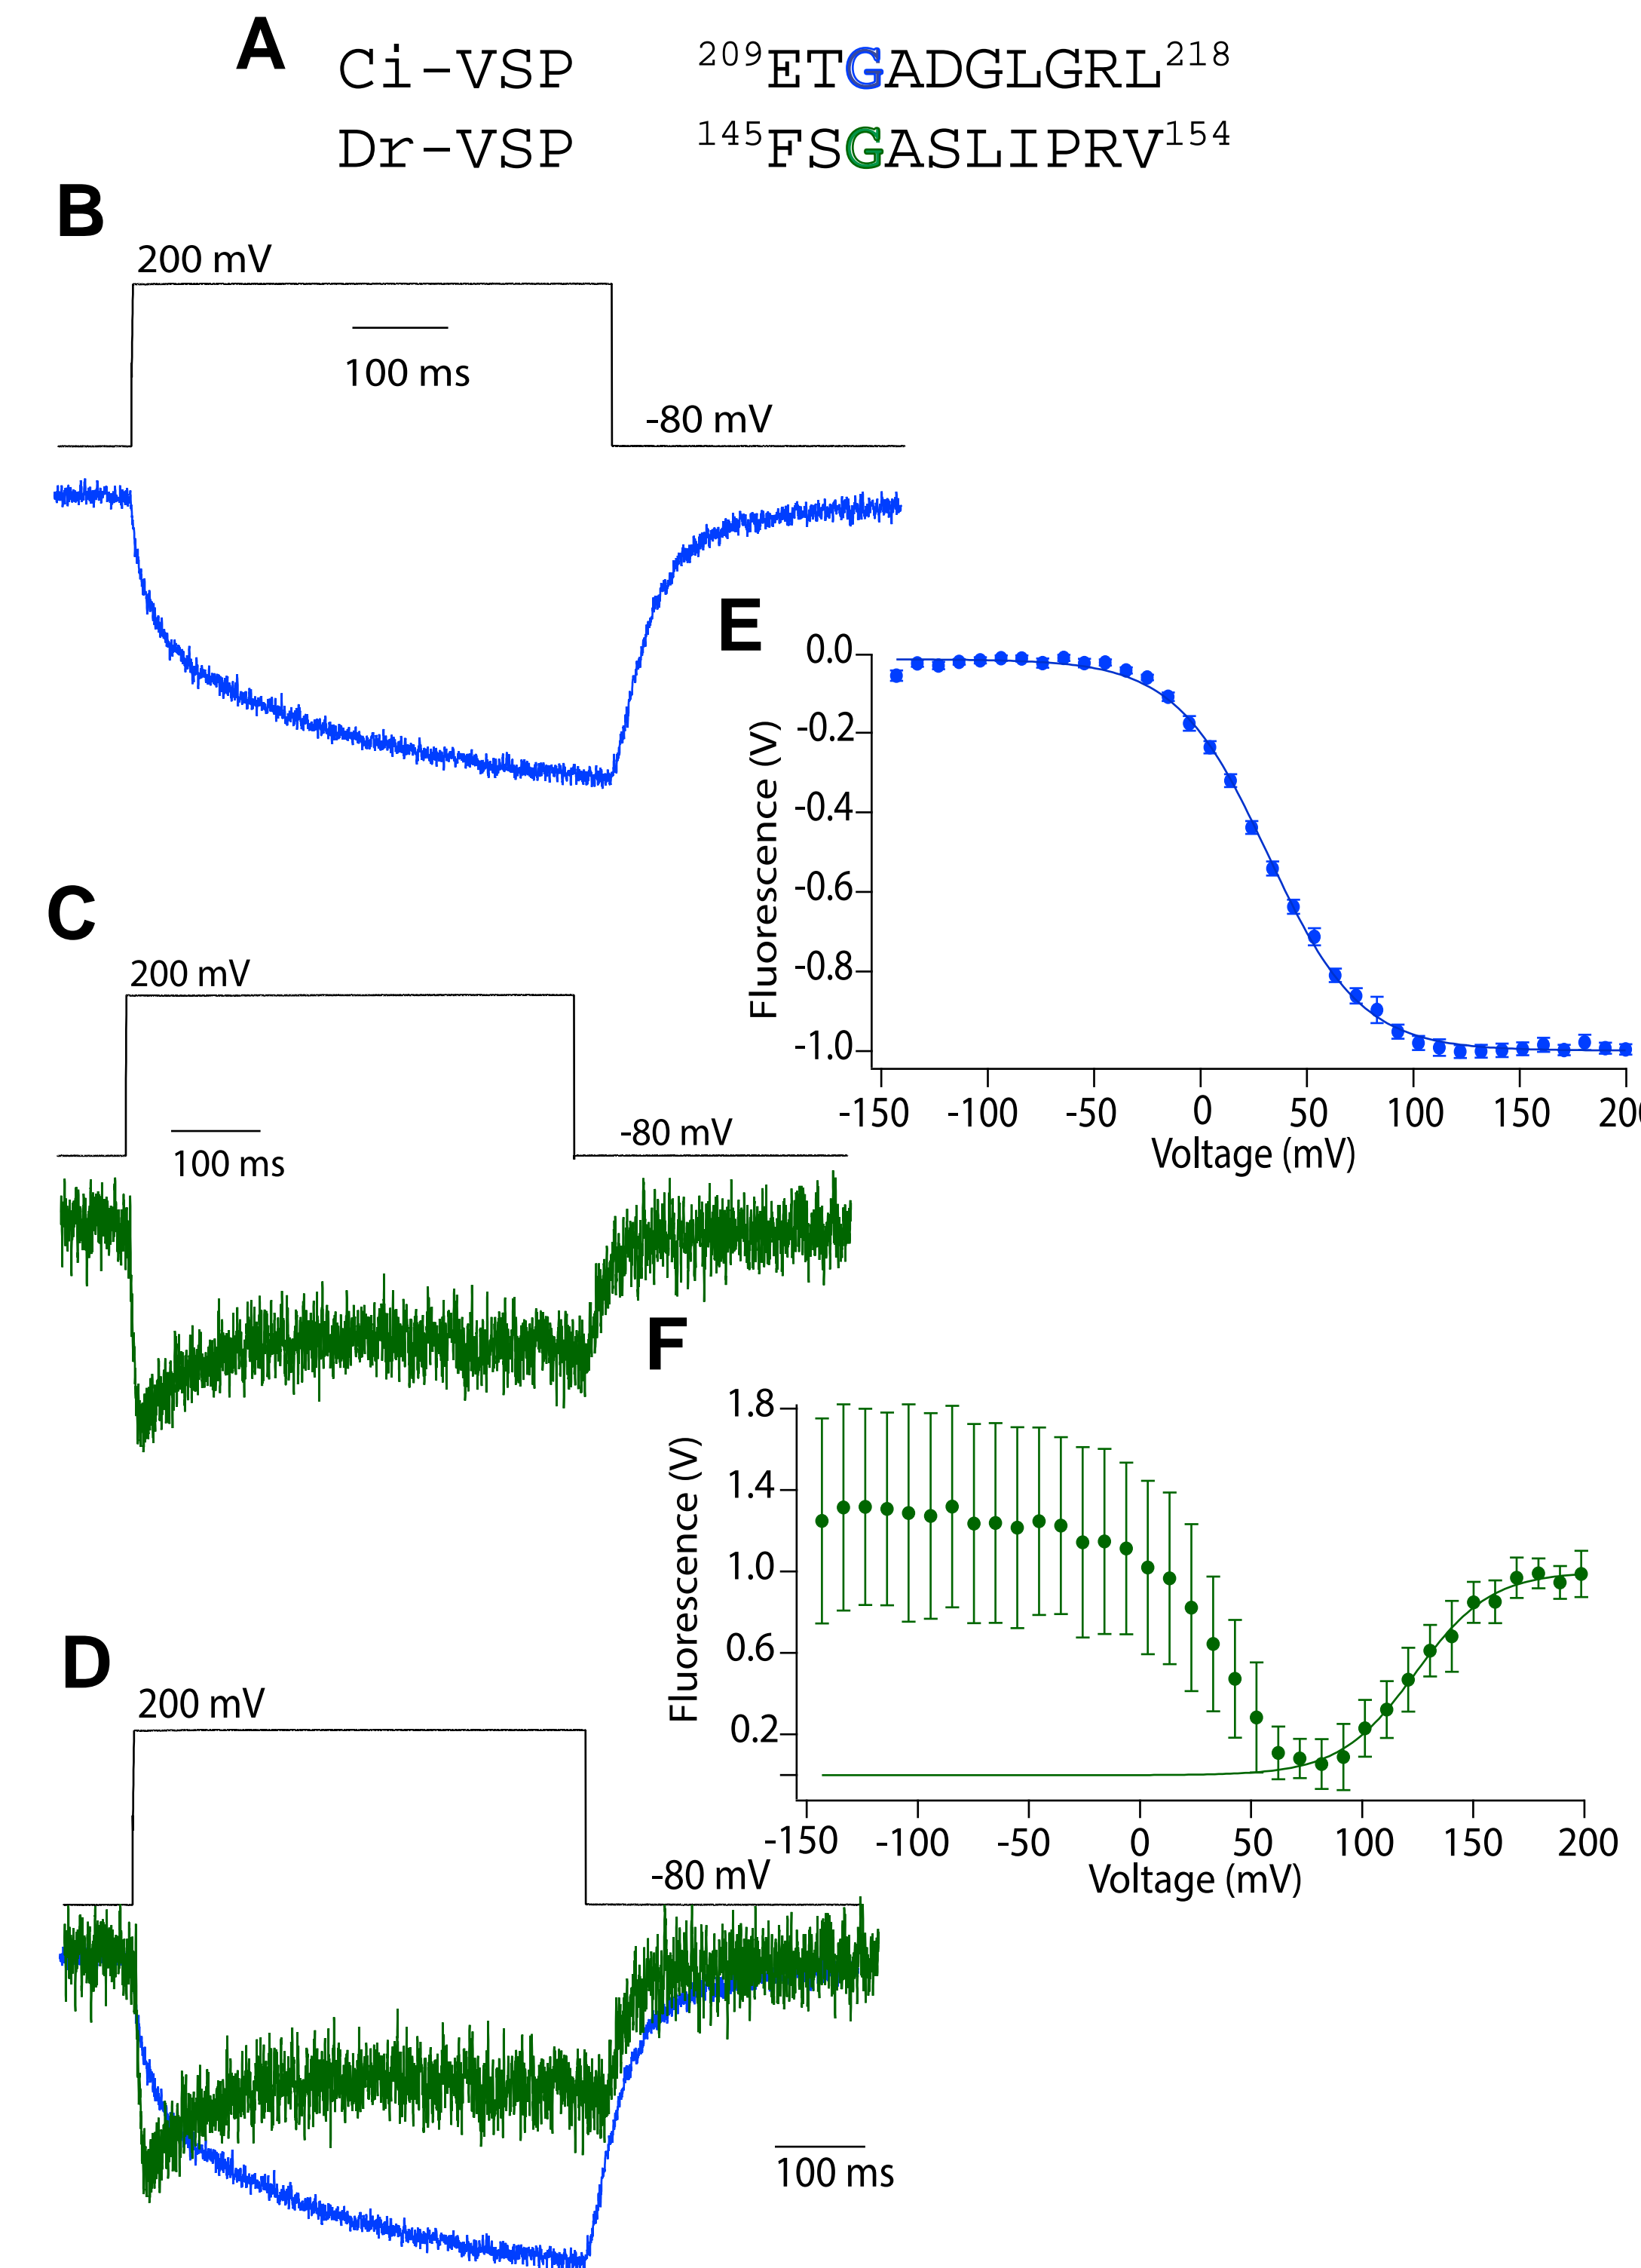 A
Ci-VSP 209ETGADGLGRL218
Dr-VSP 145FSGASLIPRV154
B
200 mV
100 ms
-80 mV
E
0.0
-0.2
-0.4
-0.6
-0.8
-1.0
Fluorescence (V)
-150 -100 -50 0 50 100 150 200
Voltage (mV)
C
200 mV
100 ms
-80 mV
F
1.8
1.4
1.0
0.6
0.2
Fluorescence (V)
-150 -100 -50 0 50 100 150 200
Voltage (mV)
D
200 mV
-80 mV
100 ms